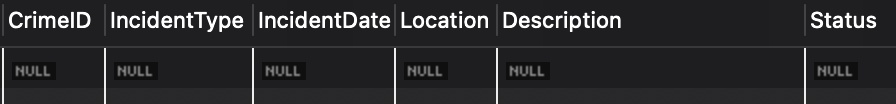 CrimeID IncidentType IncidentDate Location Description Status
NULL NULL NULL NULL NULL NULL